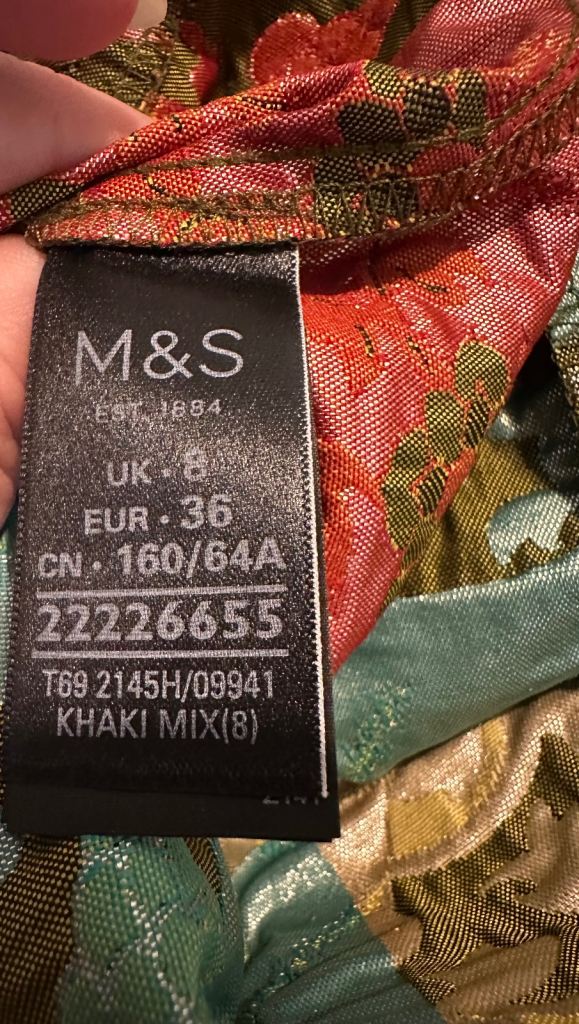 M&S
EST. 1884
UK • 8
EUR • 36
CN • 160/64A
22226655
T69 2145H/09941
KHAKI MIX(8)